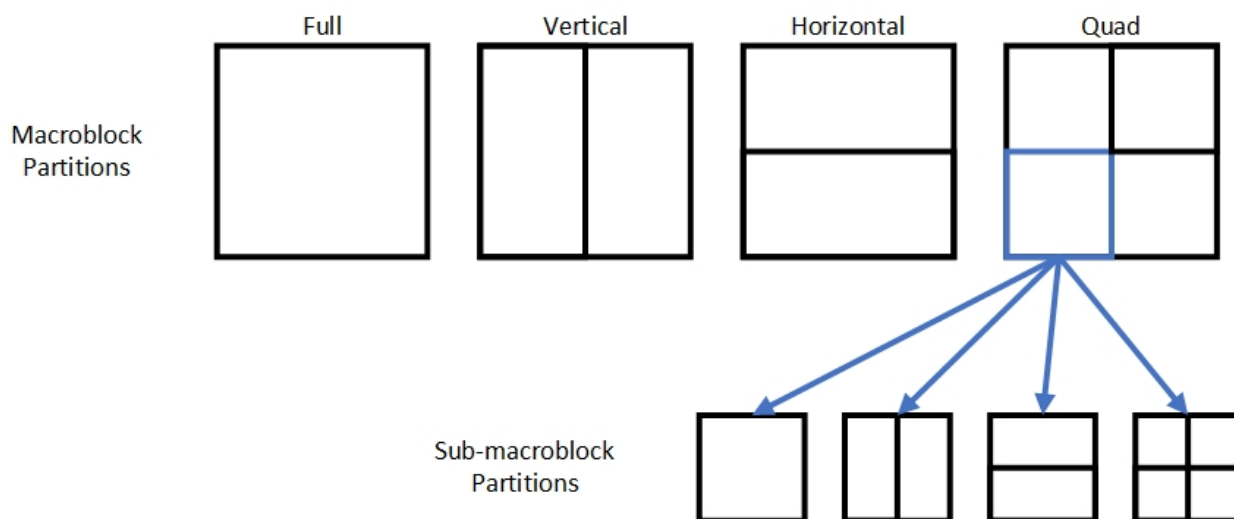 Full
Vertical
Horizontal
Quad
Macroblock
Partitions
Sub-macroblock
Partitions